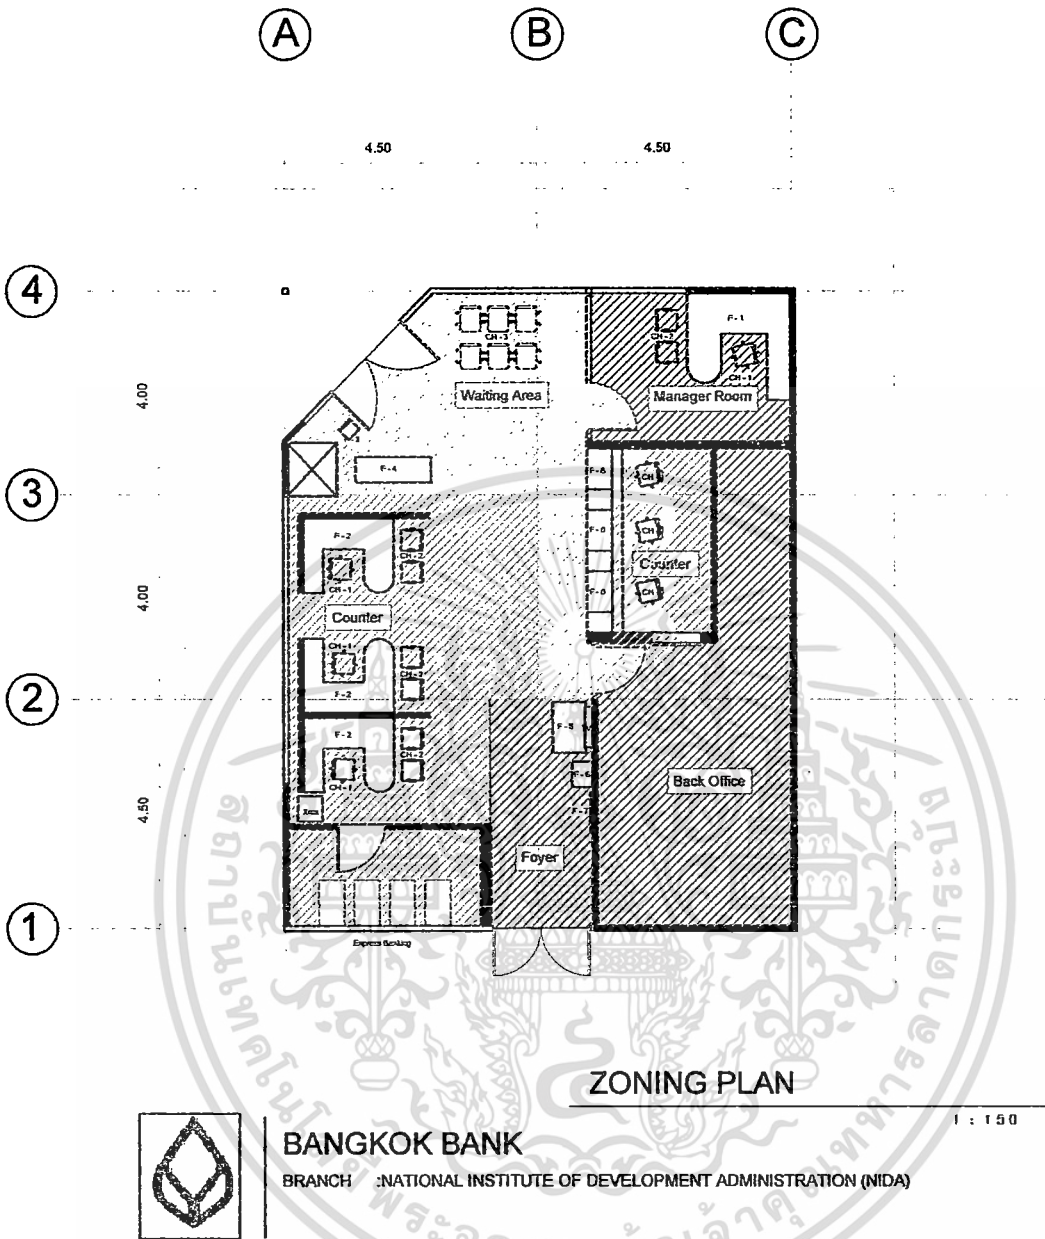 A B C
4.50 4.50
4
F-1
CH-3
CH-2
CH-1
4.00
Waiting Area
Manager Room
F-4
3
F-2
CH-2
CH
CH
CH-1
4.00
Counter
Counter
CH
CH-1
F-2
2
F-2
F-5
CH-2
CH-1
F-6
Back Office
4.50
Foyer
1
Express Banking
ZONING PLAN
1 : 150
BANGKOK BANK
BRANCH :NATIONAL INSTITUTE OF DEVELOPMENT ADMINISTRATION (NIDA)